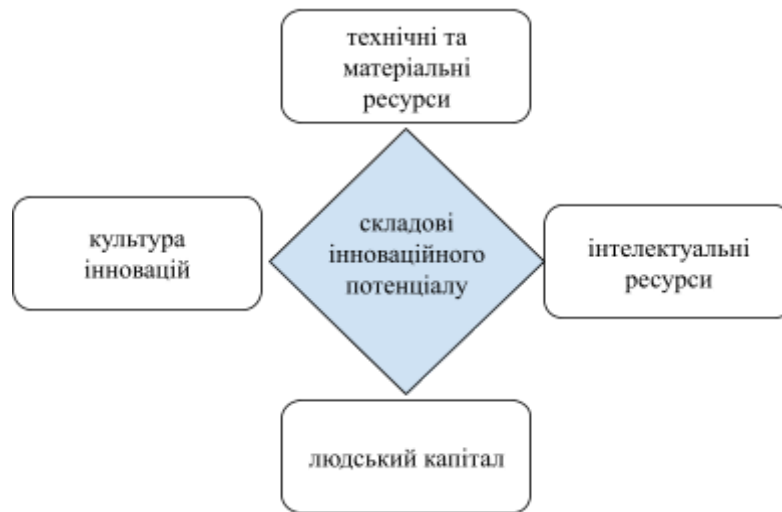 технічні та
матеріальні
ресурси
культура
інновацій
складові
інноваційного
потенціалу
інтелектуальні
ресурси
людський капітал